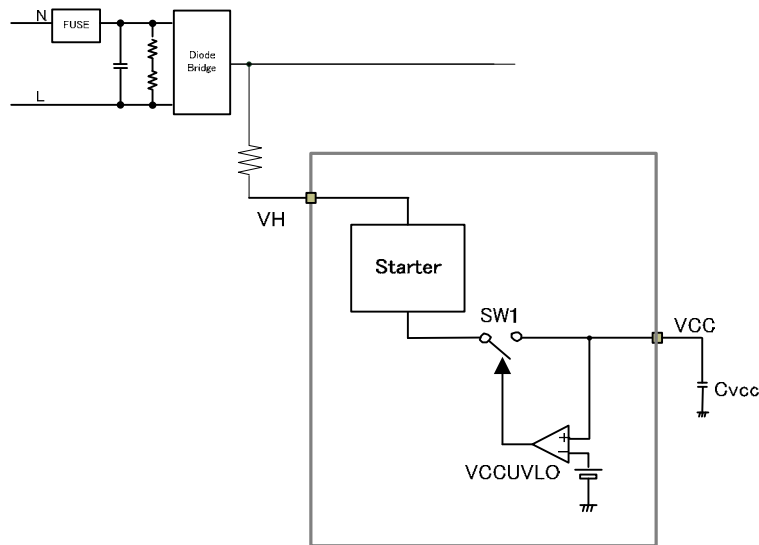 N
FUSE
Diode
Bridge
L
VH
Starter
SW1
VCC
Cvcc
+
−
VCCUVLO